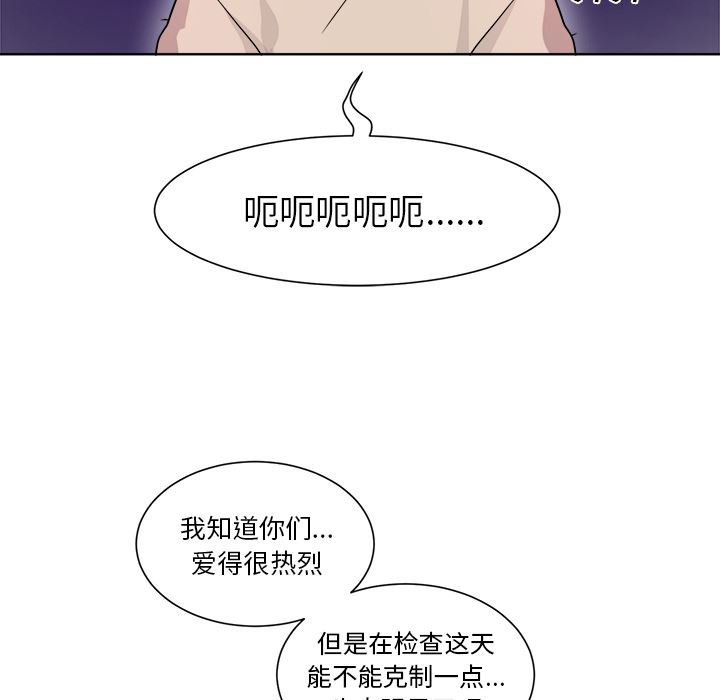 呃呃呃呃呃……
我知道你们…
爱得很热烈
但是在检查这天
能不能克制一点…